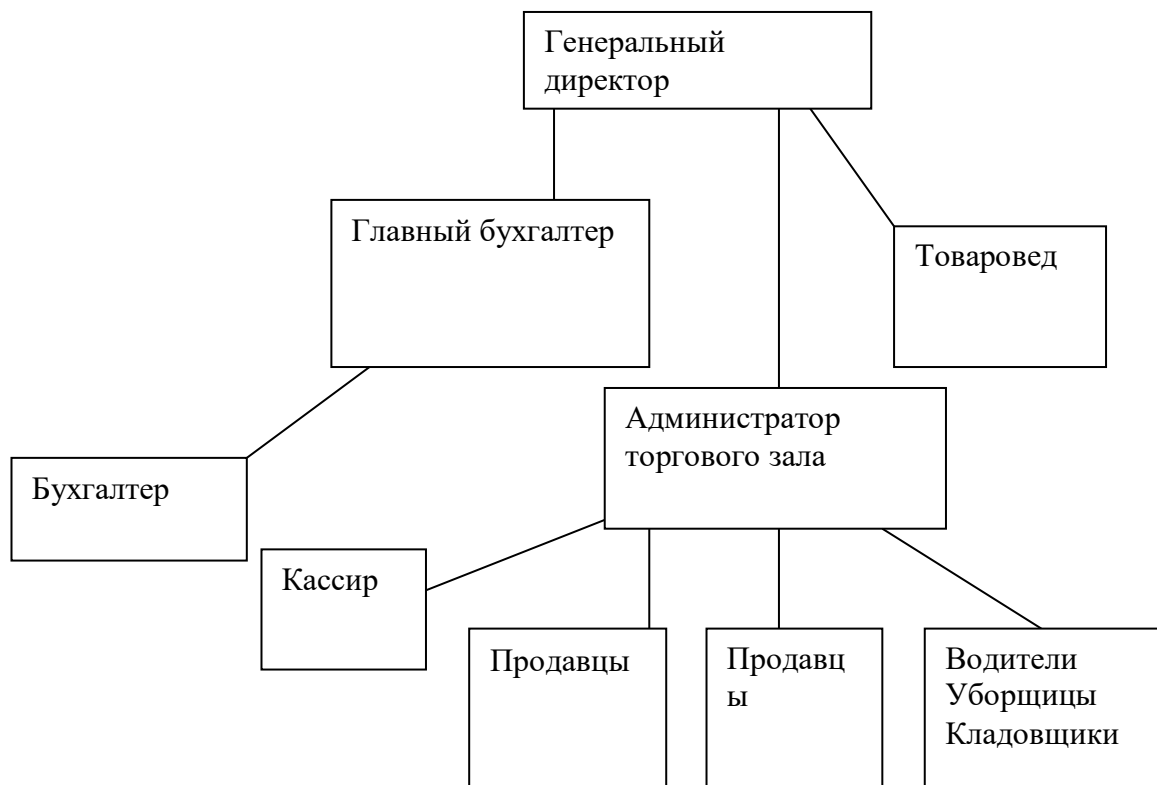 Генеральный
директор
Главный бухгалтер
Товаровед
Администратор
торгового зала
Бухгалтер
Кассир
Продавцы
Продавц
ы
Водители
Уборщицы
Кладовщики